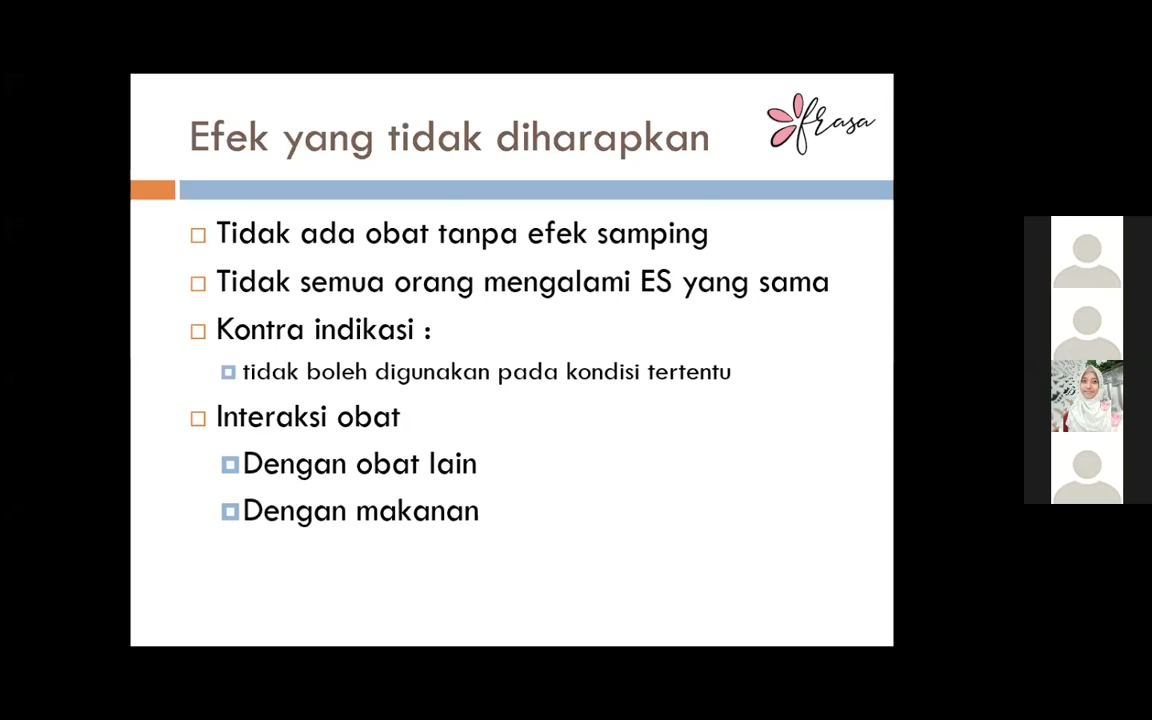 Efek yang tidak diharapkan
frasa
Tidak ada obat tanpa efek samping
Tidak semua orang mengalami ES yang sama
Kontra indikasi :
tidak boleh digunakan pada kondisi tertentu
Interaksi obat
Dengan obat lain
Dengan makanan